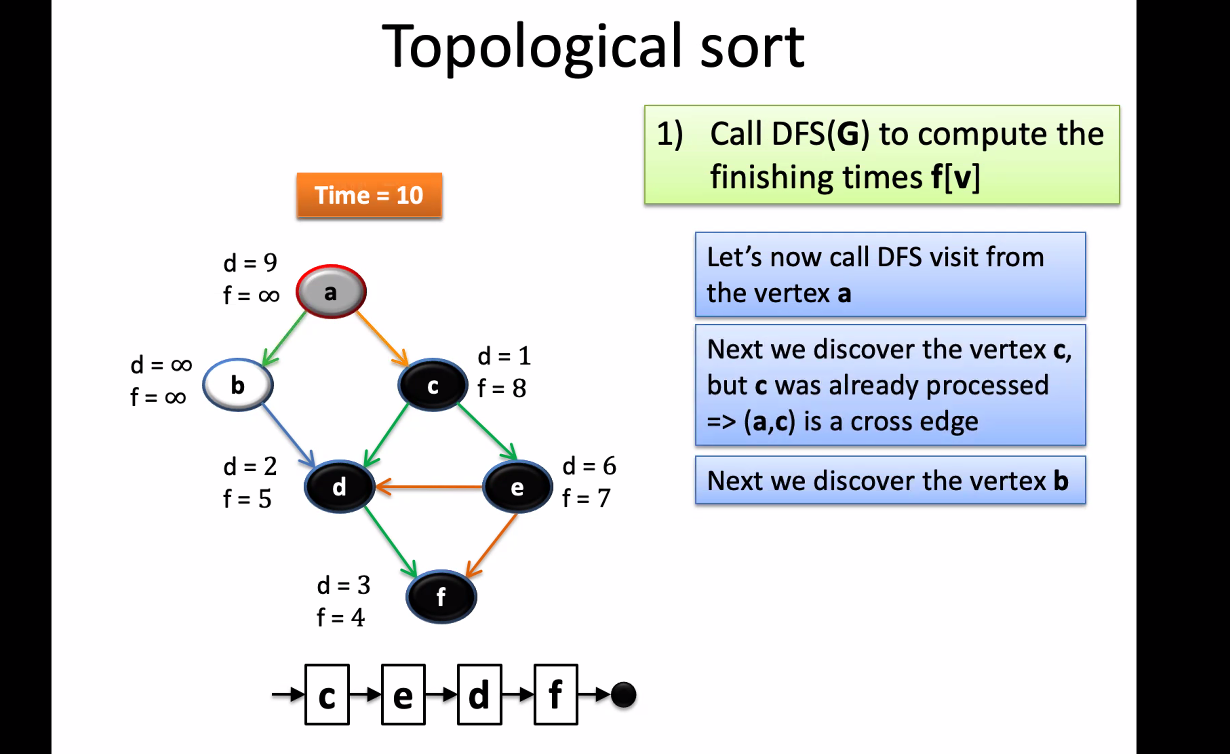 Topological sort
1) Call DFS(G) to compute the
finishing times f[v]
Time = 10
Let’s now call DFS visit from
the vertex a
d = 9
f = ∞
a
Next we discover the vertex c,
but c was already processed
=> (a,c) is a cross edge
d = ∞
f = ∞
b
c
d = 1
f = 8
Next we discover the vertex b
d = 2
f = 5
d
e
d = 6
f = 7
d = 3
f = 4
f
c e d f